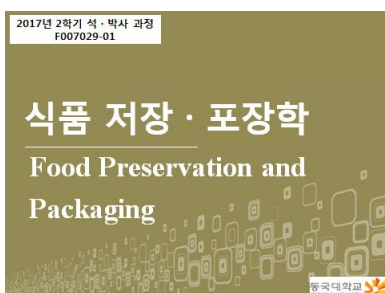 2017년 2학기 석 · 박사 과정
F007029-01
식품 저장 · 포장학
Food Preservation and
Packaging
동국대학교